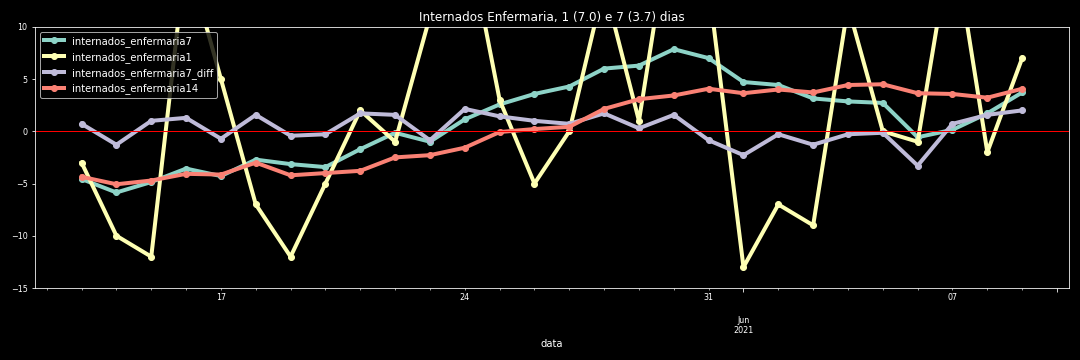 Internados Enfermaria, 1 (7.0) e 7 (3.7) dias
internados_enfermaria7
internados_enfermaria1
internados_enfermaria7_diff
internados_enfermaria14
10
5
0
−5
−10
−15
17
24
31
07
Jun
2021
data